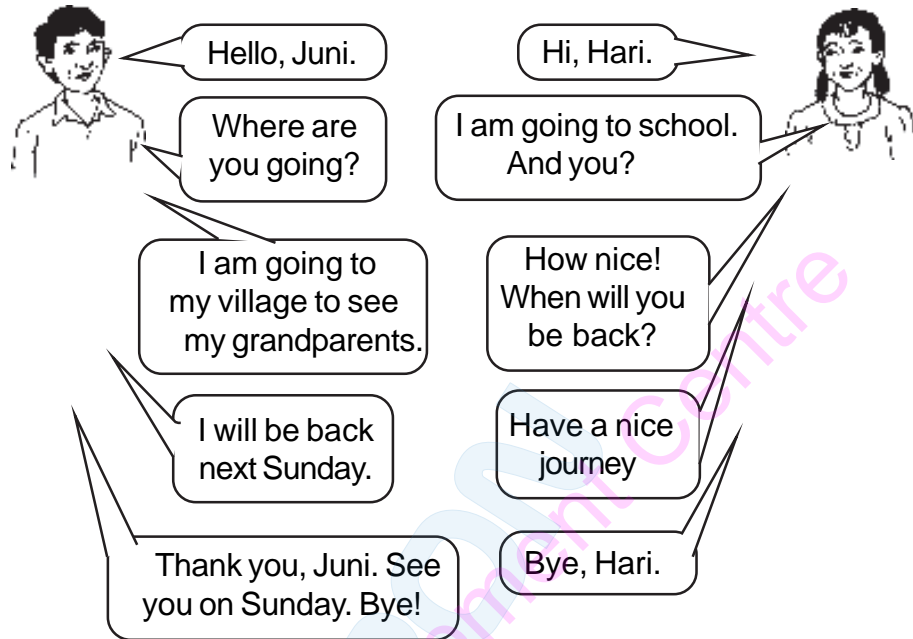 Hello, Juni.
Hi, Hari.
Where are
you going?
I am going to school.
And you?
I am going to
my village to see
my grandparents.
How nice!
When will you
be back?
I will be back
next Sunday.
Have a nice
journey
Thank you, Juni. See
you on Sunday. Bye!
Bye, Hari.
Centre